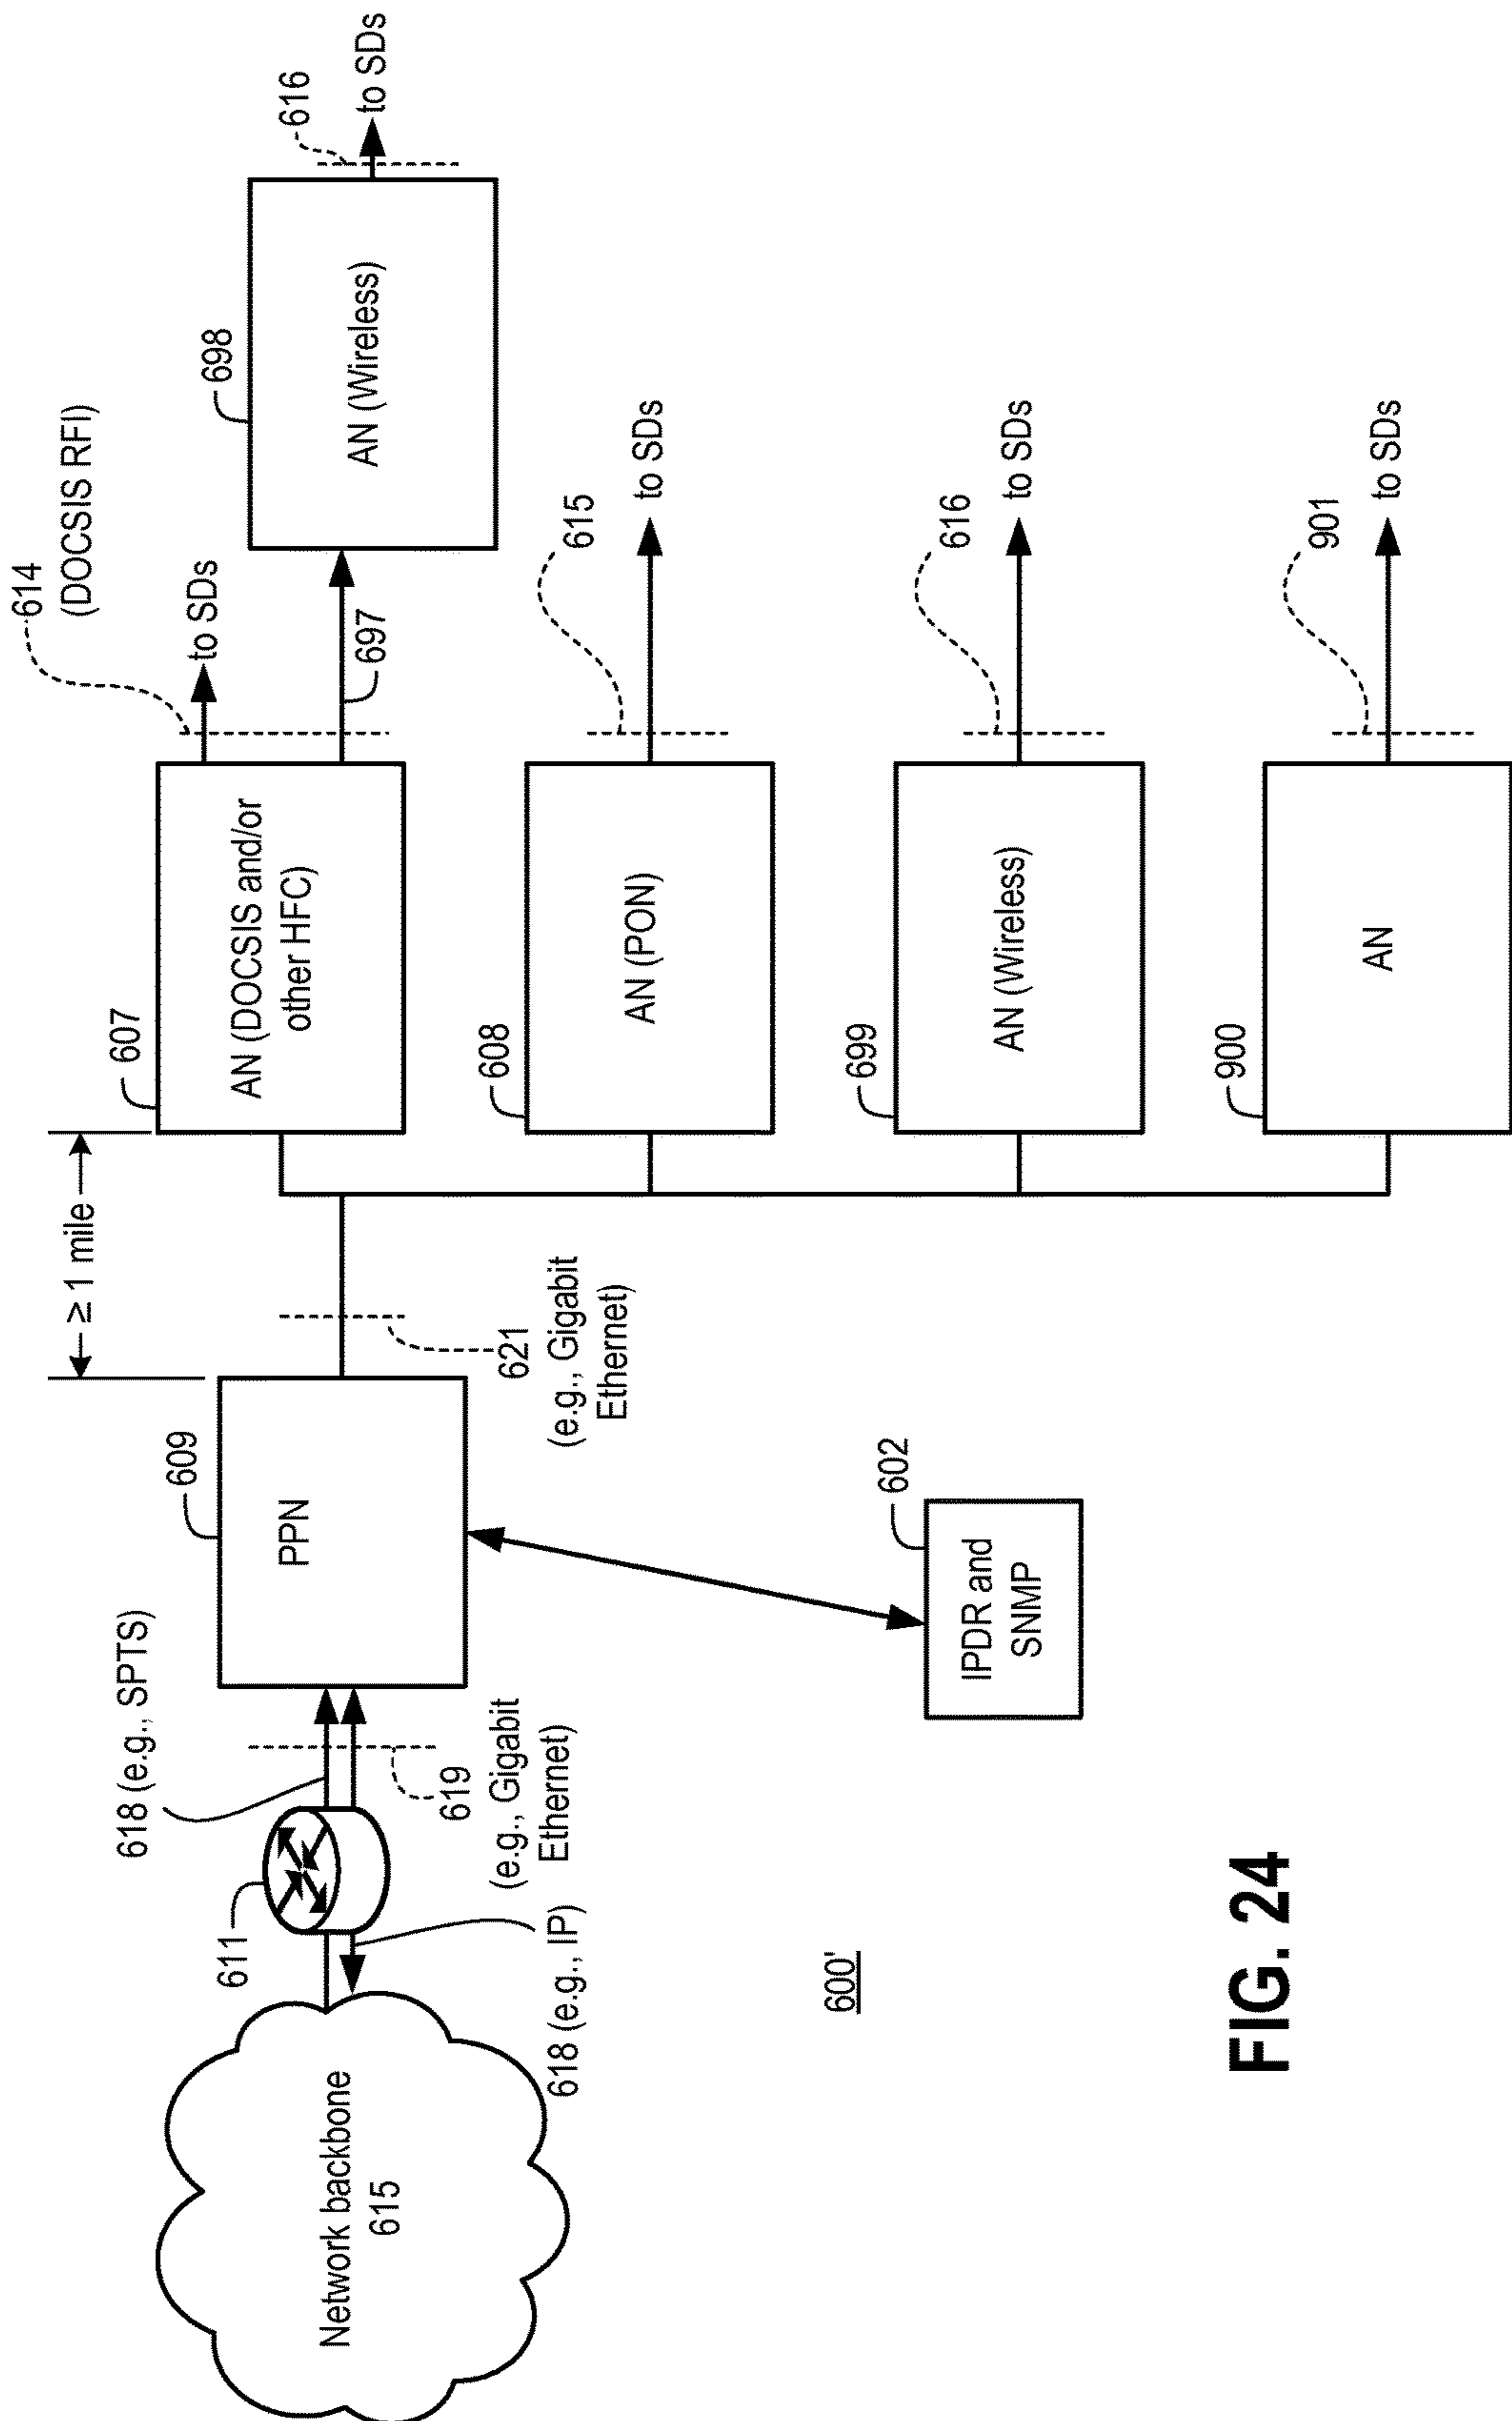 Network backbone
615
611
618 (e.g., SPTS)
618 (e.g., IP)
619
(e.g., Gigabit
Ethernet)
609
PPN
602
IPDR and
SNMP
≥ 1 mile
621
(e.g., Gigabit
Ethernet)
607
AN (DOCSIS and/or
other HFC)
614
(DOCSIS RFI)
to SDs
697
698
AN (Wireless)
616
to SDs
608
AN (PON)
615
to SDs
699
AN (Wireless)
616
to SDs
900
AN
901
to SDs
600'
FIG. 24